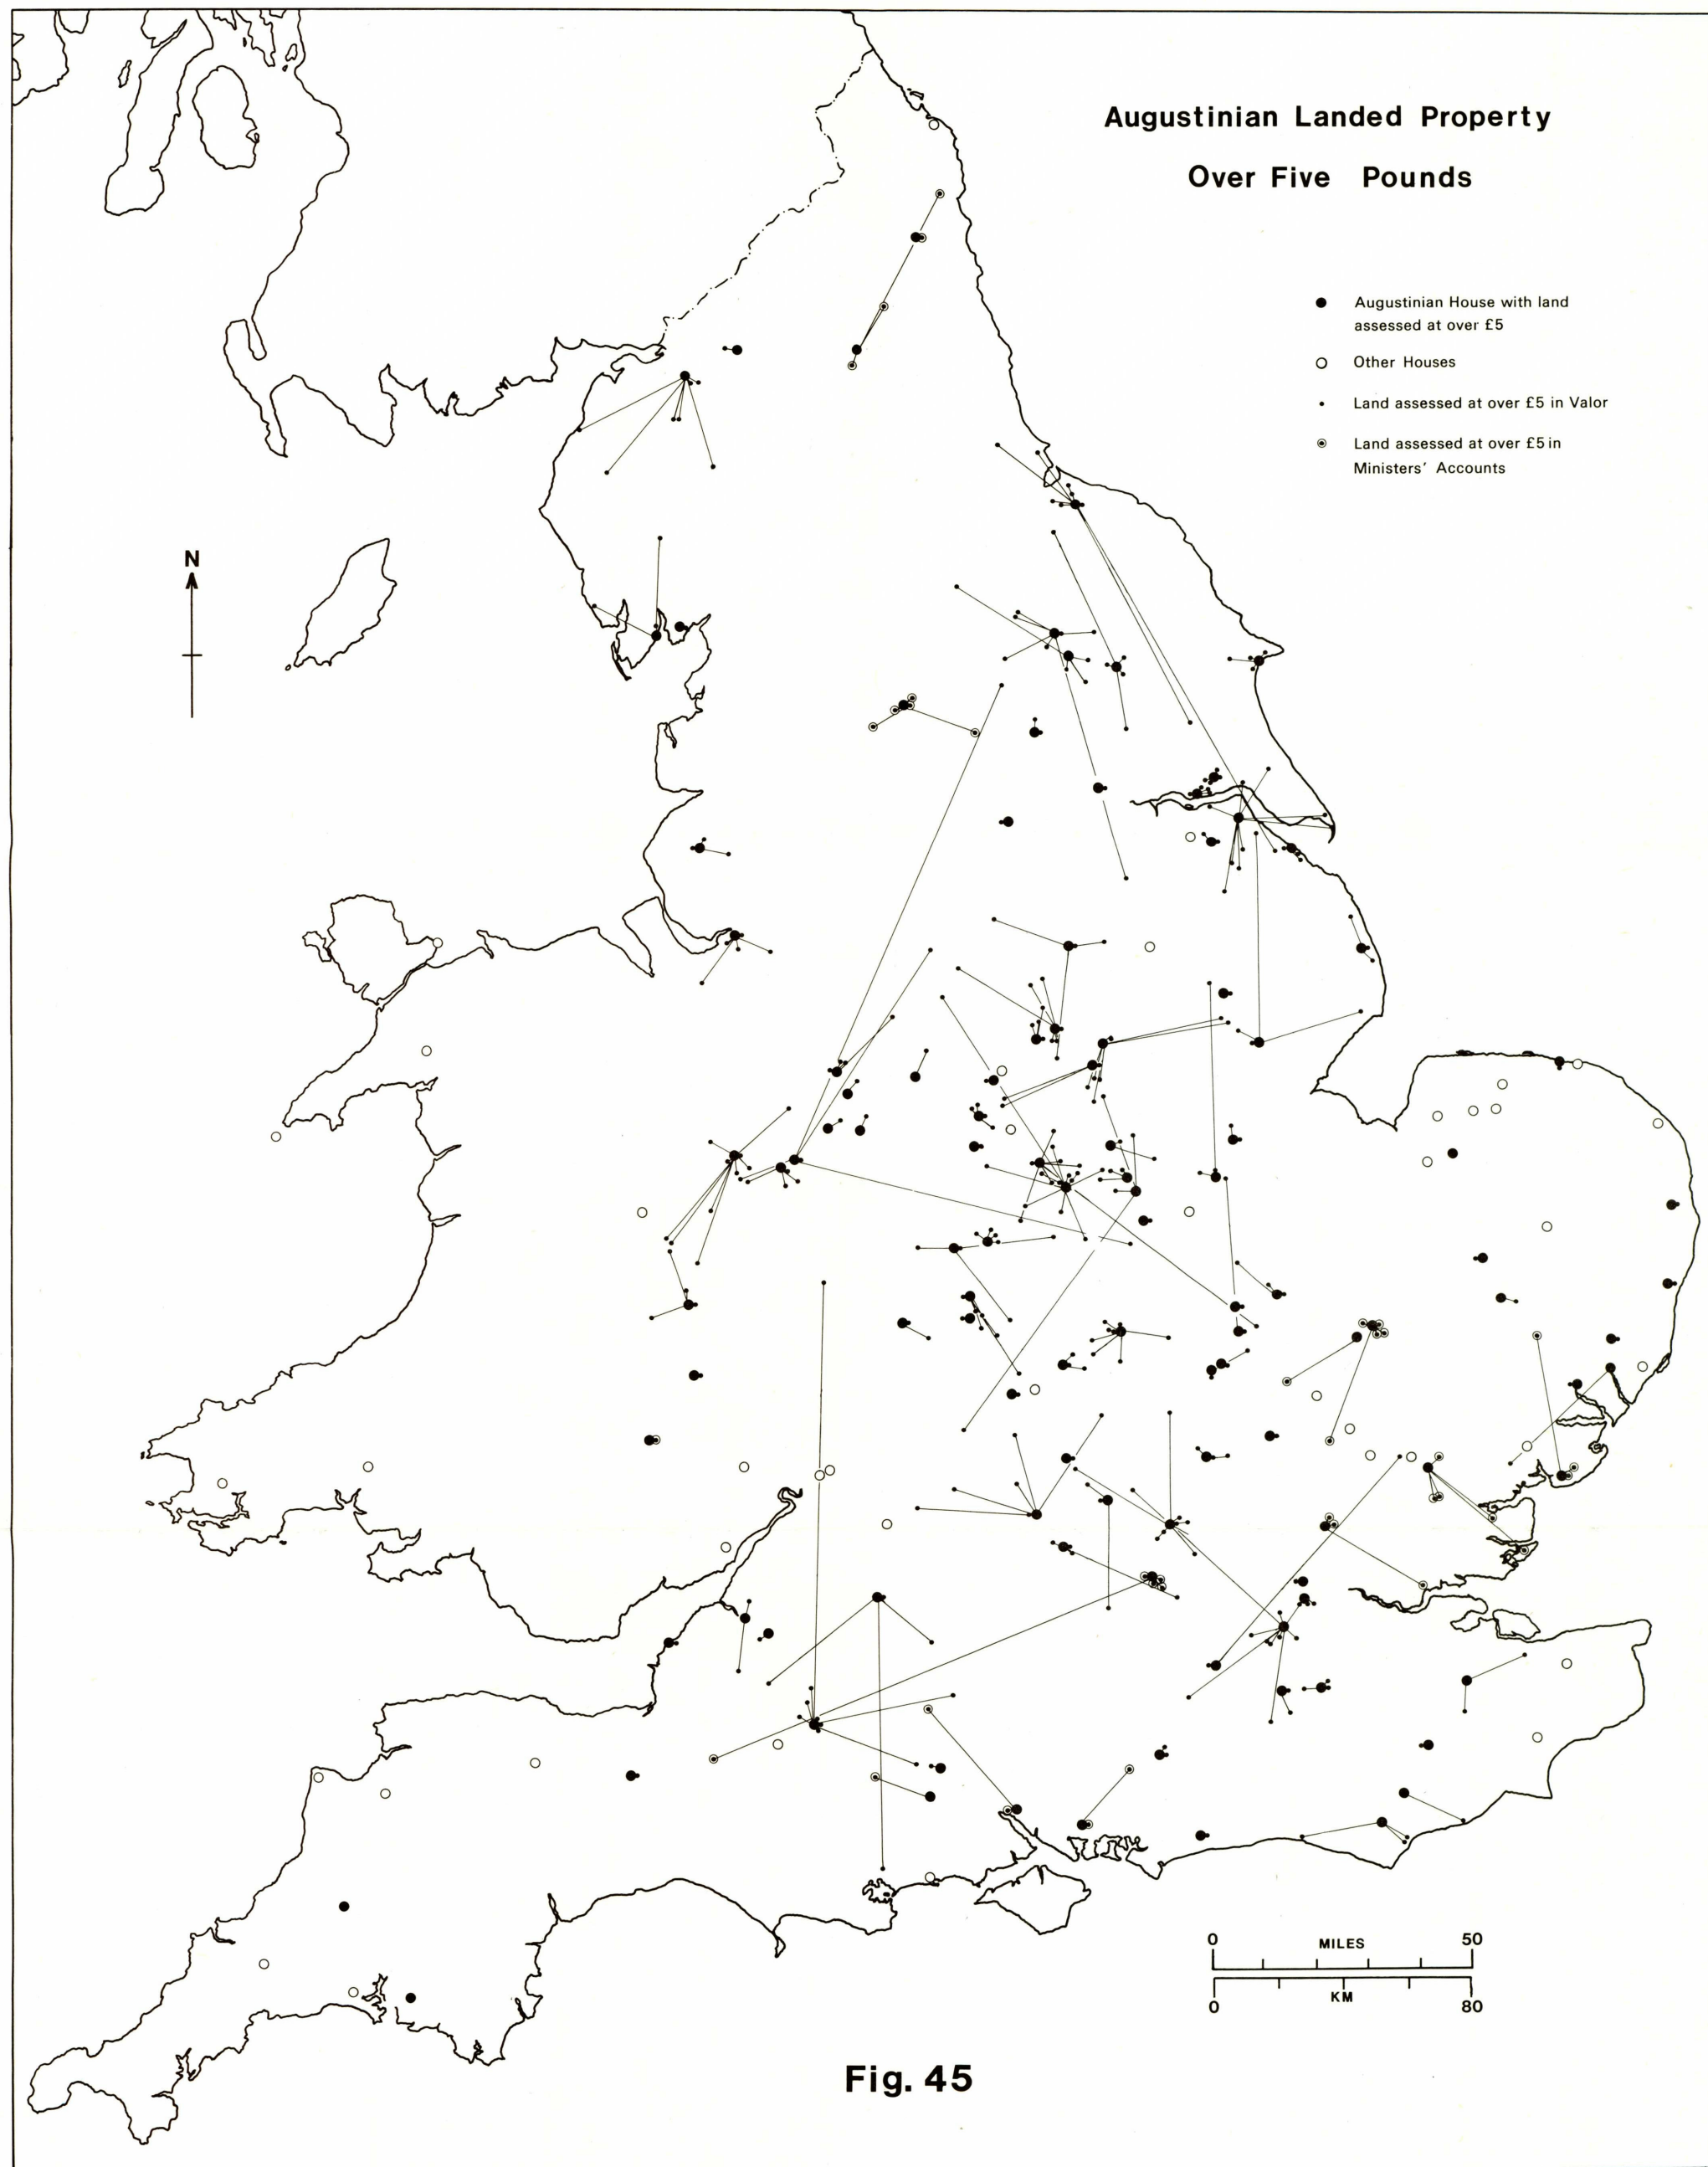 Augustinian Landed Property
Over Five Pounds
Augustinian House with land
assessed at over £5
Other Houses
Land assessed at over £5 in Valor
Land assessed at over £5 in
Ministers' Accounts
N
0 MILES 50
KM
0 80
Fig. 45